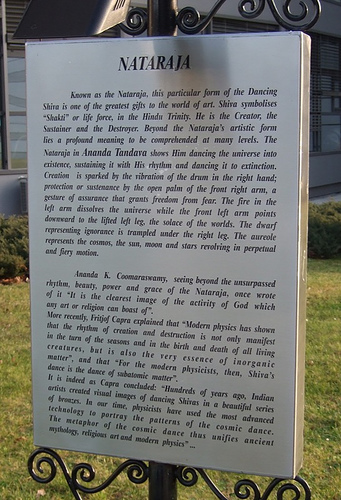 NATARAJA
Known as the Nataraja, this particular form of the Dancing
Shiva is one of the greatest gifts to the world of art. Shiva symbolises
"Shakti" or life force, in the Hindu Trinity. He is the Creator, the
Sustainer and the Destroyer. Beyond the Nataraja's artistic form
lies a profound meaning to be comprehended at many levels. The
Nataraja in Ananda Tandava shows Him dancing the universe into
existence, sustaining it with His rhythm and dancing it to extinction.
Creation is sparked by the vibration of the drum in the right hand;
protection or sustenance by the open palm of the front right arm, a
gesture of assurance that grants freedom from fear. The fire in the
left arm dissolves the universe while the front left arm points
downward to the lifted left leg, the solace of the worlds. The dwarf
representing ignorance is trampled under the right leg. The aureole
represents the cosmos, the sun, moon and stars revolving in perpetual
and fiery motion.
Ananda K. Coomaraswamy, seeing beyond the unsurpassed
rhythm, beauty, power and grace of the Nataraja, once wrote
of it "It is the clearest image of the activity of God which
any art or religion can boast of".
More recently, Fritjof Capra explained that "Modern physics has shown
that the rhythm of creation and destruction is not only manifest
in the turn of the seasons and in the birth and death of all living
creatures, but is also the very essence of inorganic
matter", and that "For the modern physicists, then, Shiva's
dance is the dance of subatomic matter".
It is indeed as Capra concluded: "Hundreds of years ago, Indian
artists created visual images of dancing Shivas in a beautiful series
of bronzes. In our time, physicists have used the most advanced
technology to portray the patterns of the cosmic dance.
The metaphor of the cosmic dance thus unifies ancient
mythology, religious art and modern physics"...